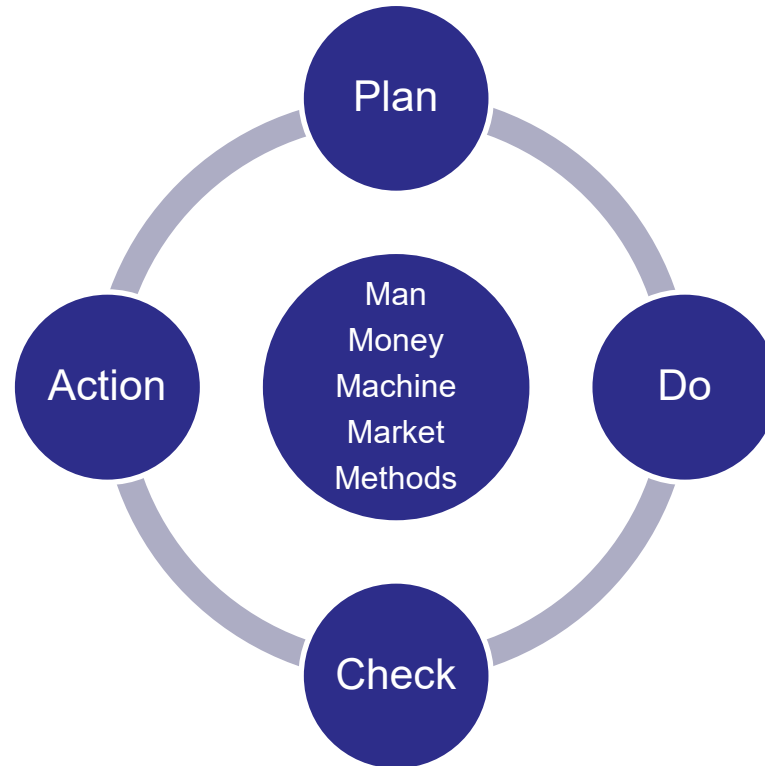 Plan
Man
Money
Machine
Market
Methods
Action
Do
Check